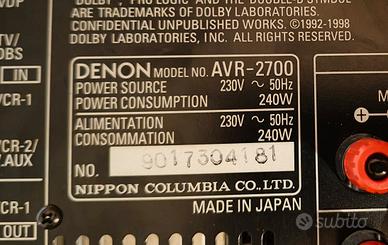 VDP
DOLBY", "PRO LOGIC" AND THE DOUBLE-D SYMBOL
ARE TRADEMARKS OF DOLBY LABORATORIES.
CONFIDENTIAL UNPUBLISHED WORKS. ©1992-1998
DOLBY LABORATORIES, INC. ALL RIGHTS RESERVED.
TV/
DBS
IN
VCR-1
VCR-2/
V.AUX
VCR-1
OUT
DENON MODEL NO. AVR-2700
POWER SOURCE 230V ~ 50Hz
POWER CONSUMPTION 240W
ALIMENTATION 230V ~ 50Hz
CONSOMMATION 240W
NO. 9017304181
NIPPON COLUMBIA CO.,LTD.
MADE IN JAPAN
+
subito